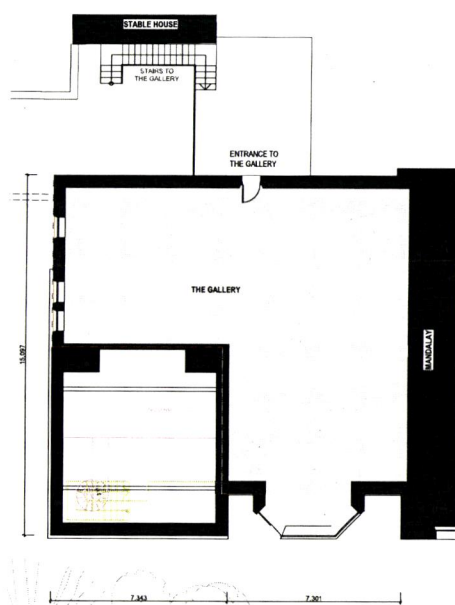 STABLE HOUSE
STAIRS TO
THE GALLERY
ENTRANCE TO
THE GALLERY
THE GALLERY
MANDALAY
15.097
7.343
7.301